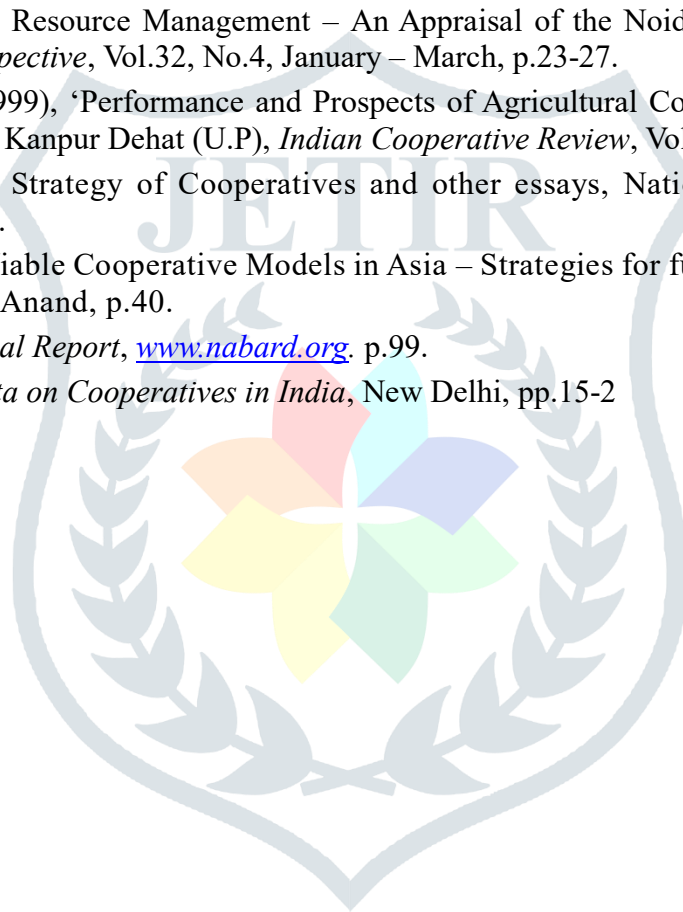 Resource Management – An Appraisal of the Noid
pective, Vol.32, No.4, January – March, p.23-27.
999), ‘Performance and Prospects of Agricultural Co
Kanpur Dehat (U.P), Indian Cooperative Review, Vol
Strategy of Cooperatives and other essays, Natio
.
iable Cooperative Models in Asia – Strategies for fu
Anand, p.40.
al Report, www.nabard.org. p.99.
ta on Cooperatives in India, New Delhi, pp.15-2
JETIR